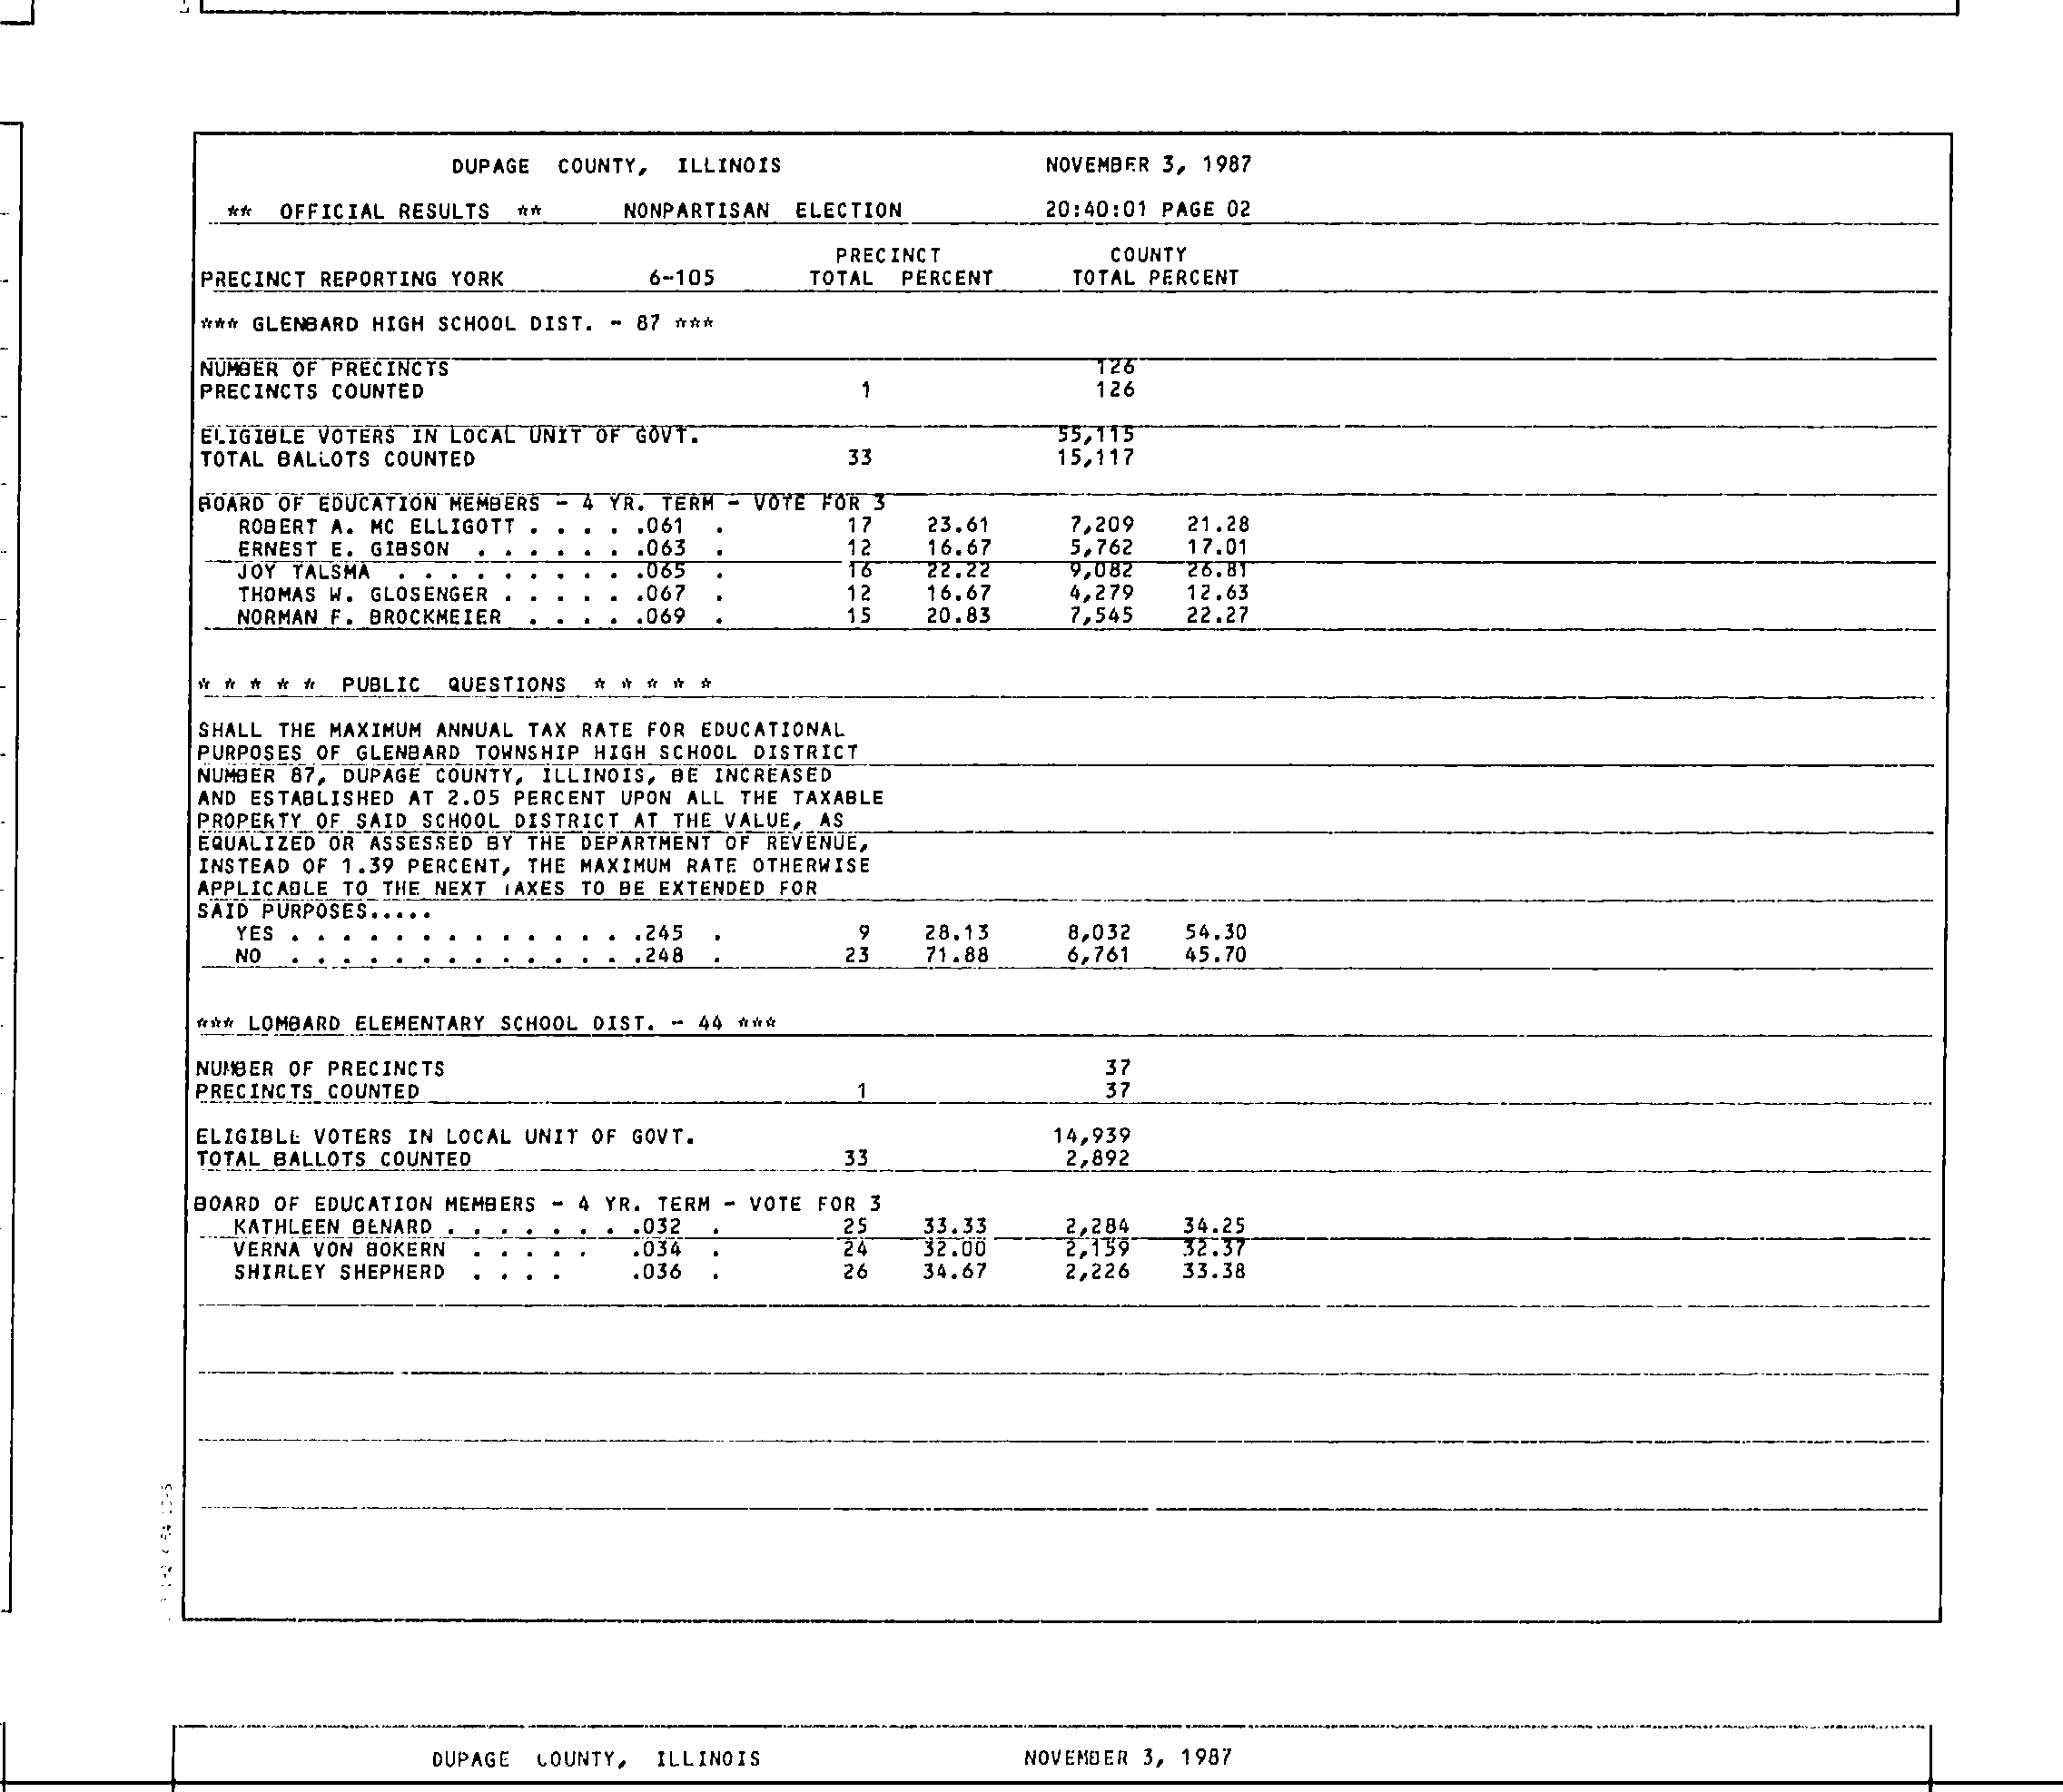 DUPAGE COUNTY, ILLINOIS NOVEMBER 3, 1987
** OFFICIAL RESULTS ** NONPARTISAN ELECTION 20:40:01 PAGE 02
PRECINCT COUNTY
PRECINCT REPORTING YORK 6-105 TOTAL PERCENT TOTAL PERCENT
*** GLENBARD HIGH SCHOOL DIST. - 87 ***
NUMBER OF PRECINCTS 126
PRECINCTS COUNTED 1 126
ELIGIBLE VOTERS IN LOCAL UNIT OF GOVT. 55,115
TOTAL BALLOTS COUNTED 33 15,117
BOARD OF EDUCATION MEMBERS - 4 YR. TERM - VOTE FOR 3
ROBERT A. MC ELLIGOTT . . . . .061 . 17 23.61 7,209 21.28
ERNEST E. GIBSON . . . . . . .063 . 12 16.67 5,762 17.01
JOY TALSMA . . . . . . . . . .065 . 16 22.22 9,082 26.81
THOMAS W. GLOSENGER . . . . . .067 . 12 16.67 4,279 12.63
NORMAN F. BROCKMEIER . . . . .069 . 15 20.83 7,545 22.27
* * * * * PUBLIC QUESTIONS * * * * *
SHALL THE MAXIMUM ANNUAL TAX RATE FOR EDUCATIONAL
PURPOSES OF GLENBARD TOWNSHIP HIGH SCHOOL DISTRICT
NUMBER 87, DUPAGE COUNTY, ILLINOIS, BE INCREASED
AND ESTABLISHED AT 2.05 PERCENT UPON ALL THE TAXABLE
PROPERTY OF SAID SCHOOL DISTRICT AT THE VALUE, AS
EQUALIZED OR ASSESSED BY THE DEPARTMENT OF REVENUE,
INSTEAD OF 1.39 PERCENT, THE MAXIMUM RATE OTHERWISE
APPLICABLE TO THE NEXT TAXES TO BE EXTENDED FOR
SAID PURPOSES.....
YES . . . . . . . . . . . . . .245 . 9 28.13 8,032 54.30
NO . . . . . . . . . . . . . .248 . 23 71.88 6,761 45.70
*** LOMBARD ELEMENTARY SCHOOL DIST. - 44 ***
NUMBER OF PRECINCTS 37
PRECINCTS COUNTED 1 37
ELIGIBLE VOTERS IN LOCAL UNIT OF GOVT. 14,939
TOTAL BALLOTS COUNTED 33 2,892
BOARD OF EDUCATION MEMBERS - 4 YR. TERM - VOTE FOR 3
KATHLEEN BENARD . . . . . . . .032 . 25 33.33 2,284 34.25
VERNA VON BOKERN . . . . . .034 . 24 32.00 2,159 32.37
SHIRLEY SHEPHERD . . . . .036 . 26 34.67 2,226 33.38
DUPAGE COUNTY, ILLINOIS NOVEMBER 3, 1987